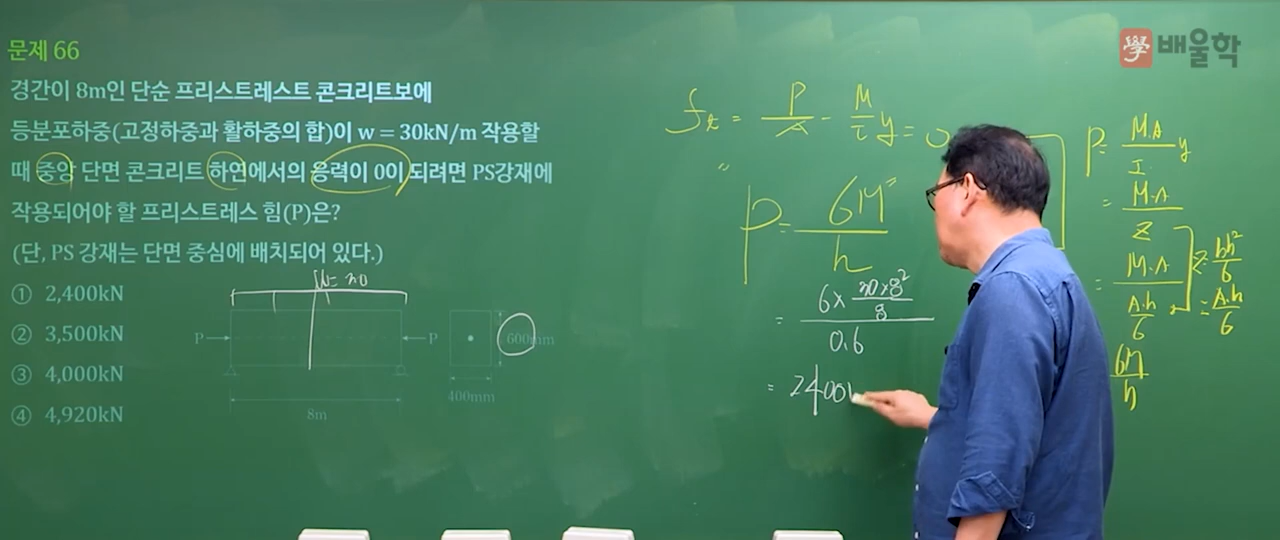 문제 66
경간이 8m인 단순 프리스트레스트 콘크리트보에
등분포하중(고정하중과 활하중의 합)이 w = 30kN/m 작용할
때 중앙 단면 콘크리트 하연에서의 응력이 0이 되려면 PS강재에
작용되어야 할 프리스트레스 힘(P)은?
(단, PS 강재는 단면 중심에 배치되어 있다.)
① 2,400kN
② 3,500kN
③ 4,000kN
④ 4,920kN
P
P
600mm
400mm
8m
學 배울학
P/A - M/I y = 0
P = 6M/h
= 6 × 30×8²/8 / 0.6
= 2400
P = M·A/I y
= M·A/Z
= M·A / A·h/6
Z = bh²/6
= A·h/6
6M/h